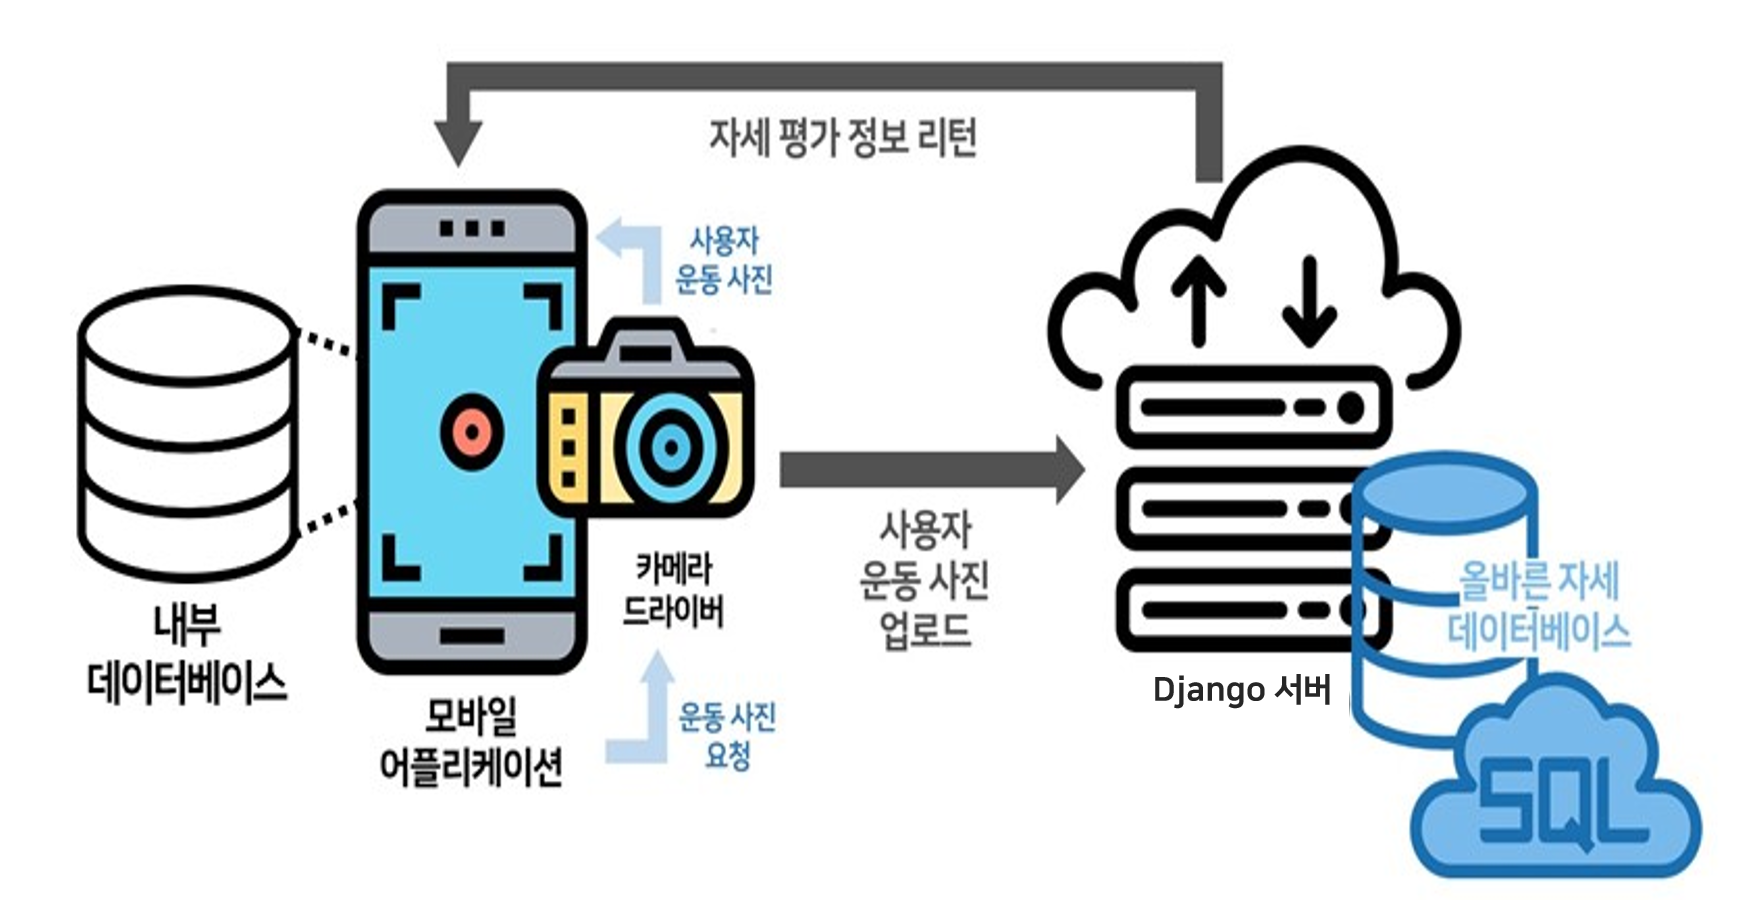 자세 평가 정보 리턴
사용자
운동 사진
내부
데이터베이스
카메라
드라이버
모바일
어플리케이션
운동 사진
요청
사용자
운동 사진
업로드
Django 서버
올바른 자세
데이터베이스
SQL